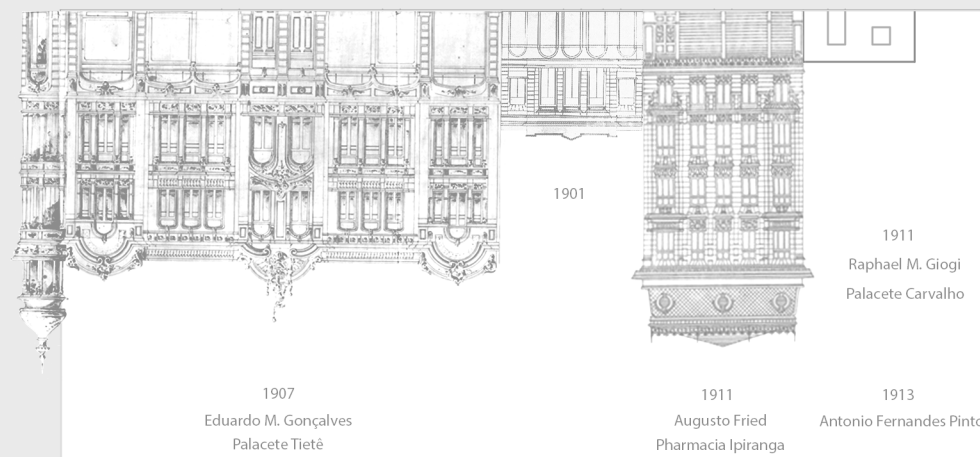 1901
1911
Raphael M. Giogi
Palacete Carvalho
1907
Eduardo M. Gonçalves
Palacete Tietê
1911
Augusto Fried
Pharmacia Ipiranga
1913
Antonio Fernandes Pinto